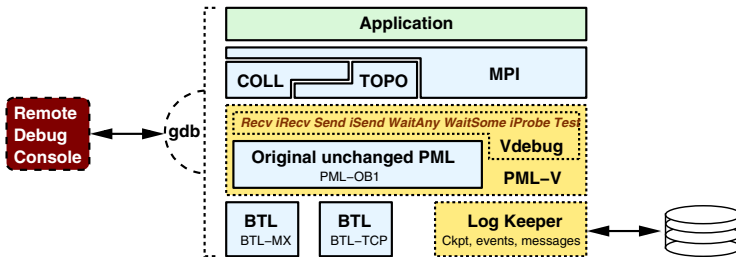 Application
COLL
TOPO
MPI
Remote
Debug
Console
gdb
Recv iRecv Send iSend WaitAny WaitSome iProbe Test
Vdebug
Original unchanged PML
PML-OB1
PML-V
BTL
BTL-MX
BTL
BTL-TCP
Log Keeper
Ckpt, events, messages